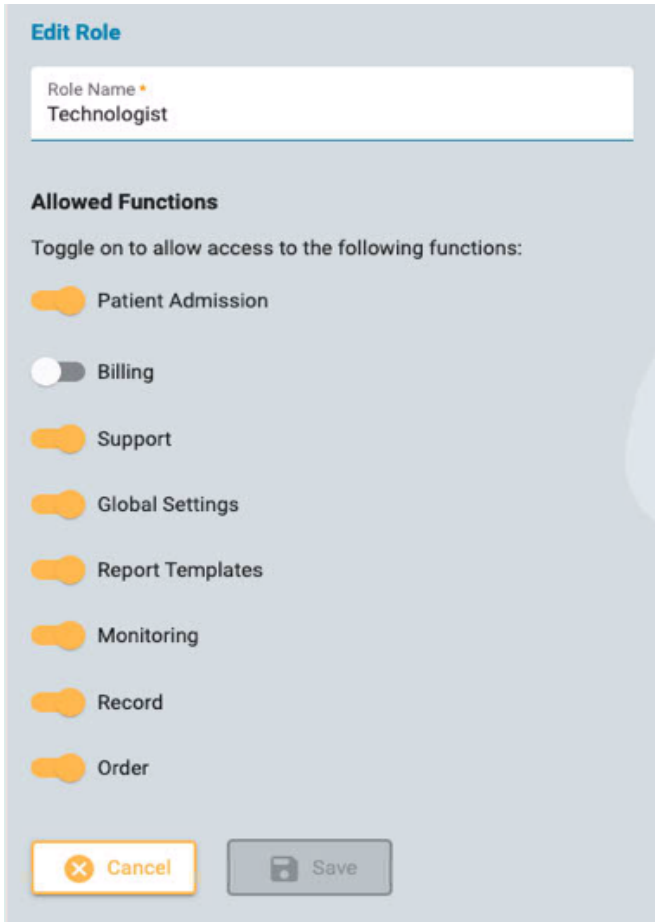 Edit Role
Role Name •
Technologist
Allowed Functions
Toggle on to allow access to the following functions:
Patient Admission
Billing
Support
Global Settings
Report Templates
Monitoring
Record
Order
Cancel
Save